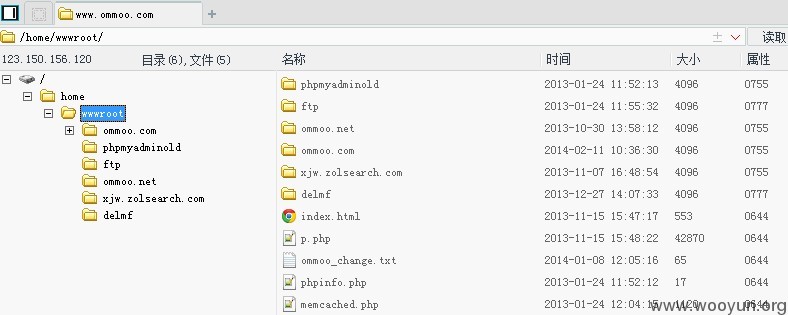 www.ommoo.com
/home/wwwroot/ 读取
123.150.156.120 目录(6),文件(5) 名称 时间 大小 属性
/
home
wwwroot
ommoo.com
phpmyadminold
ftp
ommoo.net
xjw.zolsearch.com
delmf
phpmyadminold 2013-01-24 11:52:13 4096 0755
ftp 2013-01-24 11:55:32 4096 0777
ommoo.net 2013-10-30 13:58:12 4096 0755
ommoo.com 2014-02-11 10:36:30 4096 0755
xjw.zolsearch.com 2013-11-07 16:48:54 4096 0755
delmf 2013-12-27 14:07:33 4096 0777
index.html 2013-11-15 15:47:17 553 0644
p.php 2013-11-15 15:48:22 42870 0644
ommoo_change.txt 2014-01-08 12:05:16 65 0644
phpinfo.php 2013-01-24 11:52:12 17 0644
memcached.php 2013-01-24 12:04:15 1120 0644
www.wooyun.org